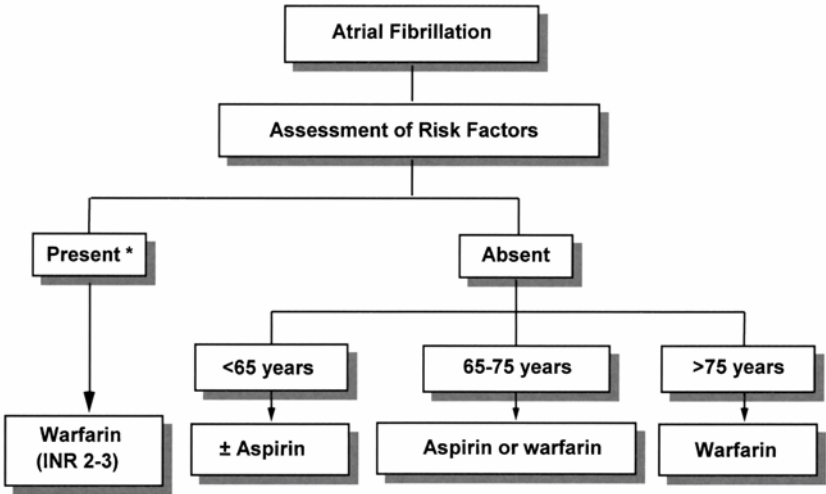 Atrial Fibrillation
Assessment of Risk Factors
Present *
Absent
<65 years
65-75 years
>75 years
Warfarin
(INR 2-3)
± Aspirin
Aspirin or warfarin
Warfarin